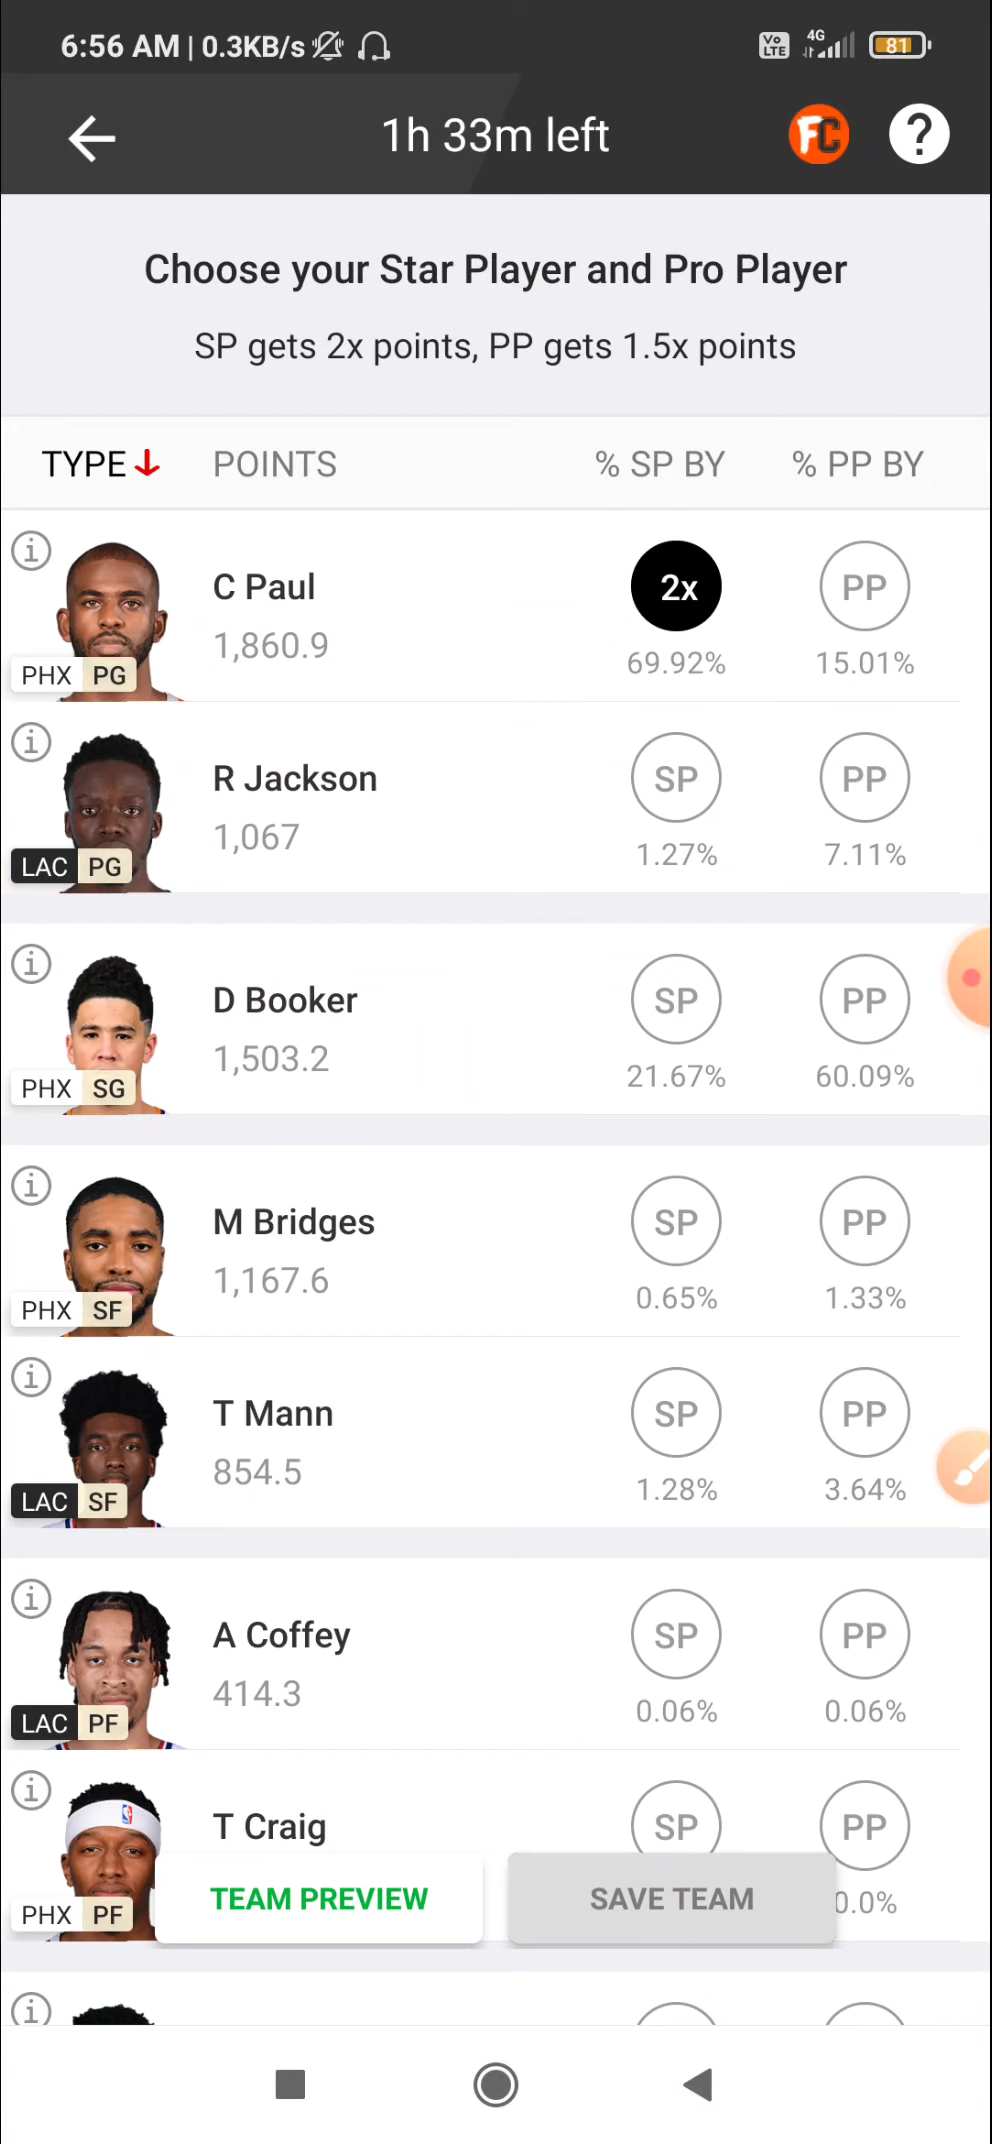 6:56 AM | 0.3KB/s
Vo LTE 4G 81
1h 33m left
FC ?
Choose your Star Player and Pro Player
SP gets 2x points, PP gets 1.5x points
TYPE POINTS % SP BY % PP BY
C Paul 2x PP
1,860.9 69.92% 15.01%
PHX PG
R Jackson SP PP
1,067 1.27% 7.11%
LAC PG
D Booker SP PP
1,503.2 21.67% 60.09%
PHX SG
M Bridges SP PP
1,167.6 0.65% 1.33%
PHX SF
T Mann SP PP
854.5 1.28% 3.64%
LAC SF
A Coffey SP PP
414.3 0.06% 0.06%
LAC PF
T Craig SP PP
PHX PF TEAM PREVIEW SAVE TEAM 0.0%